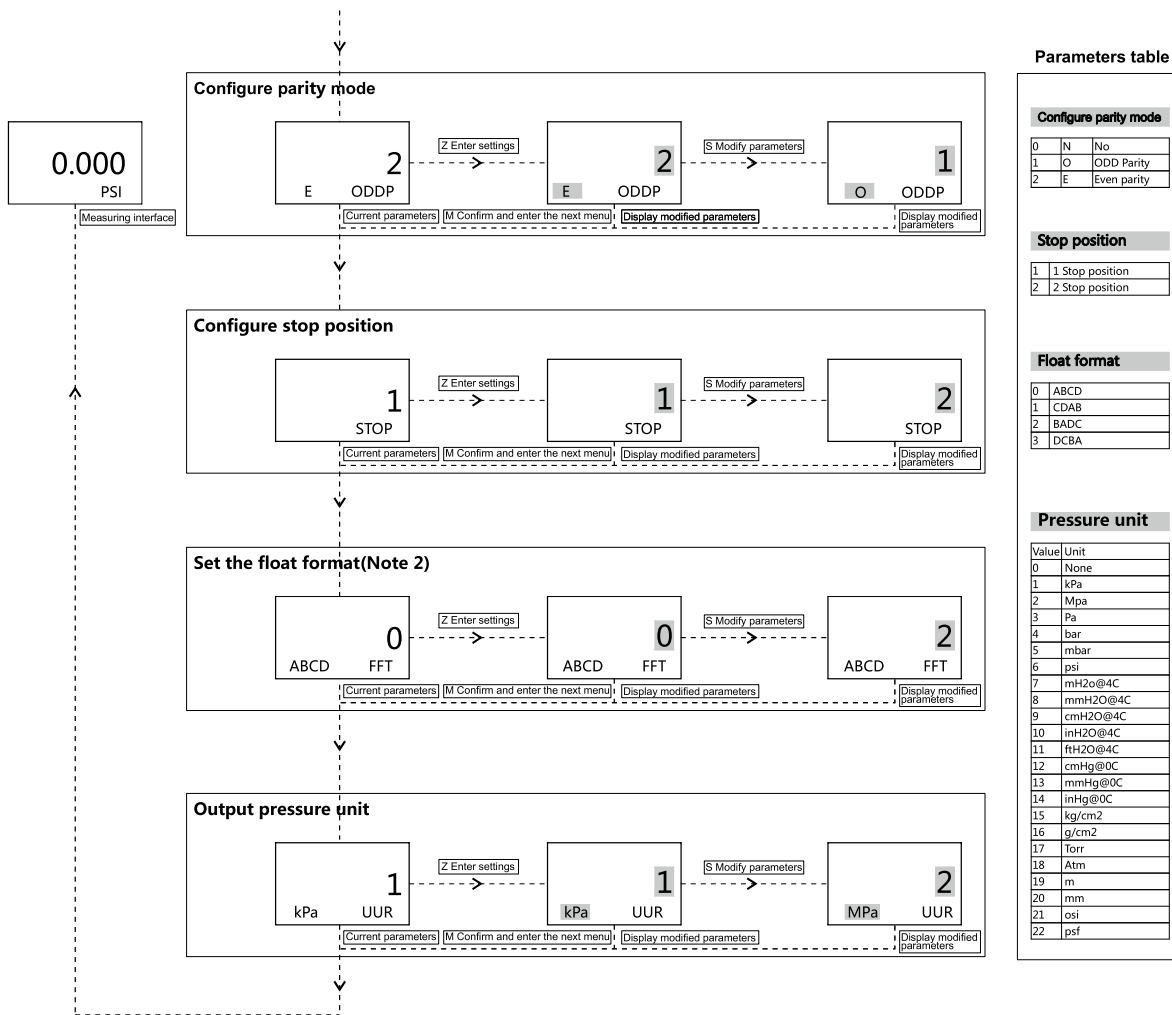 Parameters table
Configure parity mode
0.000
PSI
Measuring interface
2
E ODDP
Z Enter settings
2
E ODDP
S Modify parameters
1
O ODDP
Current parameters
M Confirm and enter the next menu
Display modified parameters
Display modified
parameters
Configure stop position
1
STOP
Z Enter settings
1
STOP
S Modify parameters
2
STOP
Current parameters
M Confirm and enter the next menu
Display modified parameters
Display modified
parameters
Set the float format(Note 2)
0
ABCD FFT
Z Enter settings
0
ABCD FFT
S Modify parameters
2
ABCD FFT
Current parameters
M Confirm and enter the next menu
Display modified parameters
Display modified
parameters
Output pressure unit
1
kPa UUR
Z Enter settings
1
kPa UUR
S Modify parameters
2
MPa UUR
Current parameters
M Confirm and enter the next menu
Display modified parameters
Display modified
parameters
Configure parity mode
0 N No
1 O ODD Parity
2 E Even parity
Stop position
1 1 Stop position
2 2 Stop position
Float format
0 ABCD
1 CDAB
2 BADC
3 DCBA
Pressure unit
Value Unit
0 None
1 kPa
2 Mpa
3 Pa
4 bar
5 mbar
6 psi
7 mH2o@4C
8 mmH2O@4C
9 cmH2O@4C
10 inH2O@4C
11 ftH2O@4C
12 cmHg@0C
13 mmHg@0C
14 inHg@0C
15 kg/cm2
16 g/cm2
17 Torr
18 Atm
19 m
20 mm
21 osi
22 psf